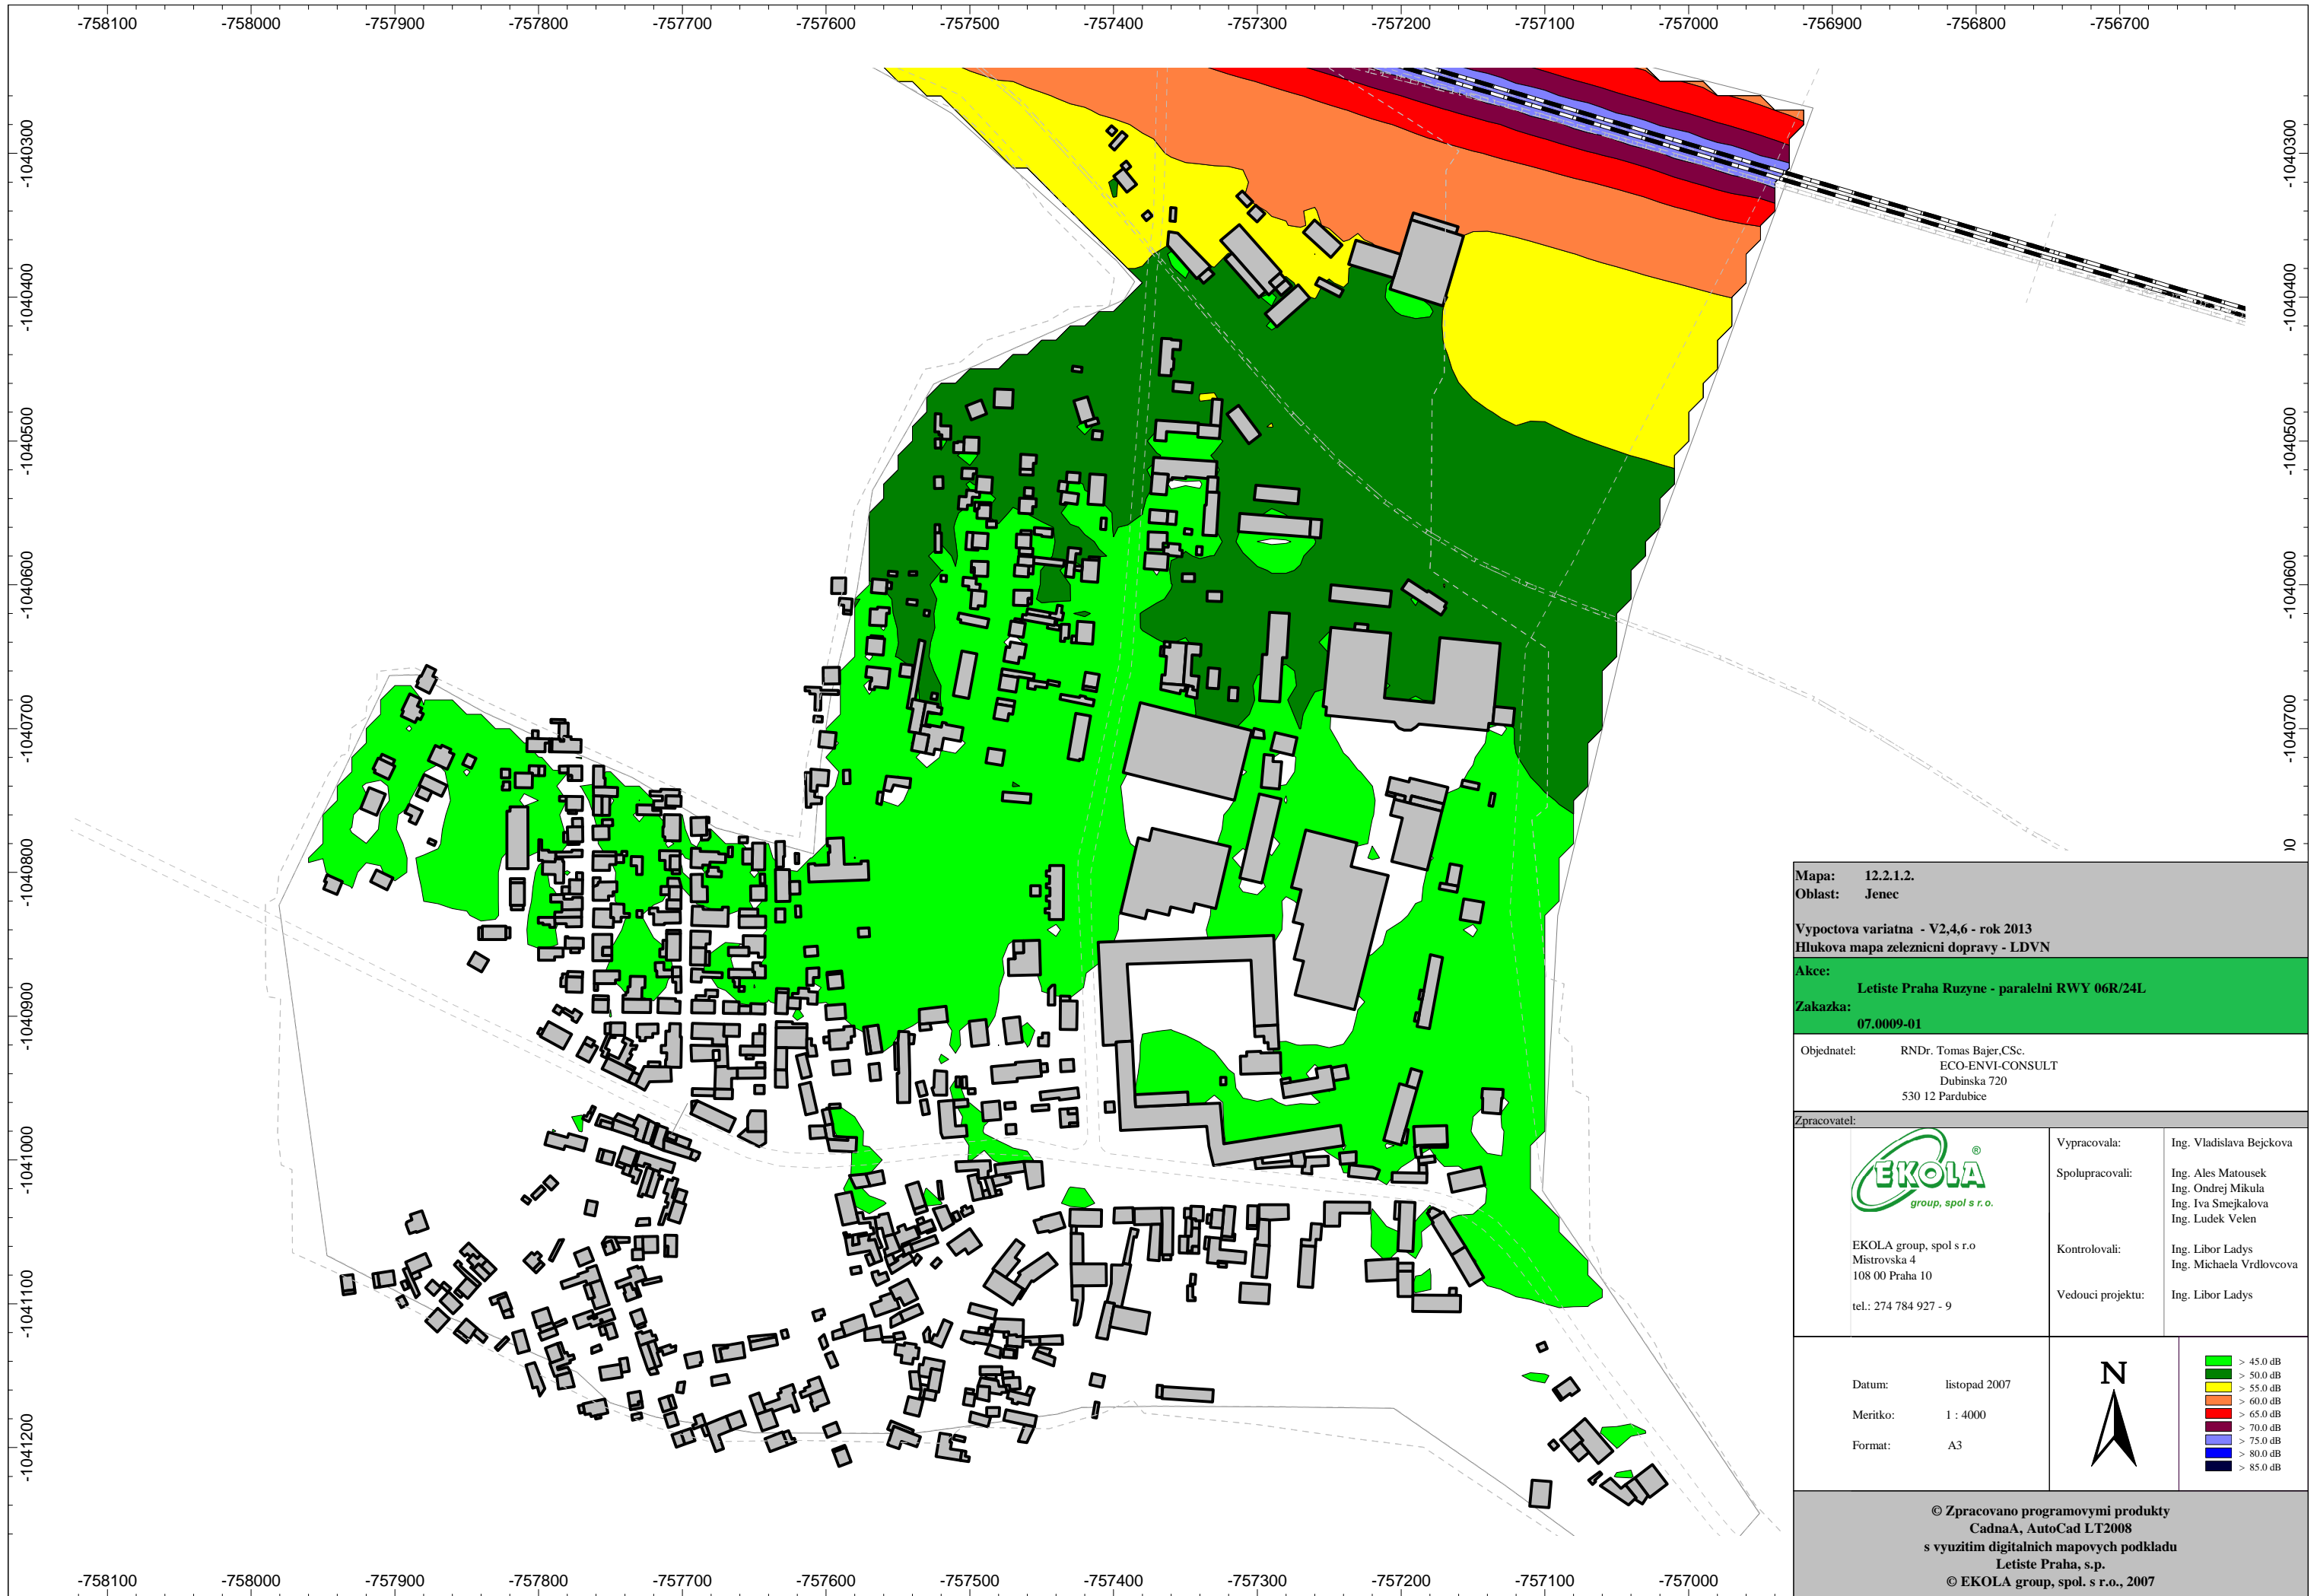 -758100 -758000 -757900 -757800 -757700 -757600 -757500 -757400 -757300 -757200 -757100 -757000 -756900 -756800 -756700
-1040300
-1040400
-1040500
-1040600
-1040700
-1040800
-1040900
-1041000
-1041100
-1041200
-1040300
-1040400
-1040500
-1040600
-1040700
Mapa: 12.2.1.2.
Oblast: Jenec
Vypoctova variatna - V2,4,6 - rok 2013
Hlukova mapa zeleznicni dopravy - LDVN
Akce:
Letiste Praha Ruzyne - paralelni RWY 06R/24L
Zakazka:
07.0009-01
Objednatel: RNDr. Tomas Bajer,CSc.
ECO-ENVI-CONSULT
Dubinska 720
530 12 Pardubice
Zpracovatel:
EKOLA ®
group, spol s r.o.
EKOLA group, spol s r.o
Mistrovska 4
108 00 Praha 10
tel.: 274 784 927 - 9
Vypracovala: Ing. Vladislava Bejckova
Spolupracovali: Ing. Ales Matousek
Ing. Ondrej Mikula
Ing. Iva Smejkalova
Ing. Ludek Velen
Kontrolovali: Ing. Libor Ladys
Ing. Michaela Vrdlovcova
Vedouci projektu: Ing. Libor Ladys
Datum: listopad 2007
Meritko: 1 : 4000
Format: A3
N
> 45.0 dB
> 50.0 dB
> 55.0 dB
> 60.0 dB
> 65.0 dB
> 70.0 dB
> 75.0 dB
> 80.0 dB
> 85.0 dB
© Zpracovano programovymi produkty
CadnaA, AutoCad LT2008
s vyuzitim digitalnich mapovych podkladu
Letiste Praha, s.p.
© EKOLA group, spol. s r.o., 2007
-758100 -758000 -757900 -757800 -757700 -757600 -757500 -757400 -757300 -757200 -757100 -757000